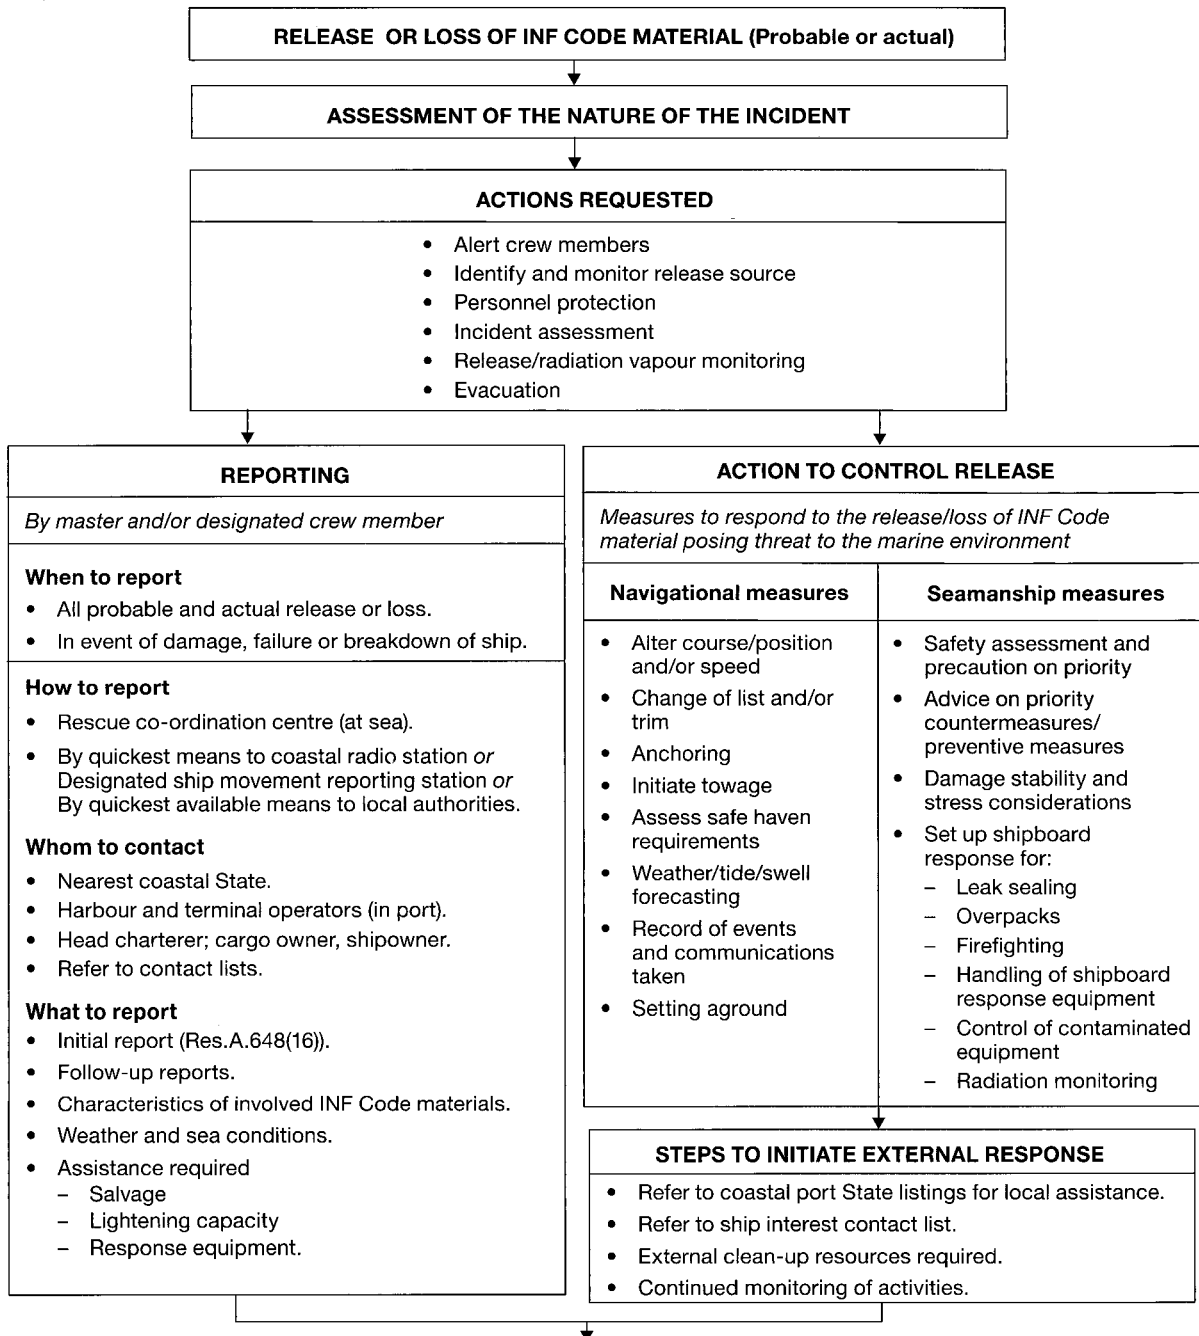 RELEASE OR LOSS OF INF CODE MATERIAL (Probable or actual)
ASSESSMENT OF THE NATURE OF THE INCIDENT
ACTIONS REQUESTED
• Alert crew members
• Identify and monitor release source
• Personnel protection
• Incident assessment
• Release/radiation vapour monitoring
• Evacuation
REPORTING
By master and/or designated crew member
When to report
• All probable and actual release or loss.
• In event of damage, failure or breakdown of ship.
How to report
• Rescue co-ordination centre (at sea).
• By quickest means to coastal radio station or
Designated ship movement reporting station or
By quickest available means to local authorities.
Whom to contact
• Nearest coastal State.
• Harbour and terminal operators (in port).
• Head charterer; cargo owner, shipowner.
• Refer to contact lists.
What to report
• Initial report (Res.A.648(16)).
• Follow-up reports.
• Characteristics of involved INF Code materials.
• Weather and sea conditions.
• Assistance required
– Salvage
– Lightening capacity
– Response equipment.
ACTION TO CONTROL RELEASE
Measures to respond to the release/loss of INF Code
material posing threat to the marine environment
Navigational measures
• Alter course/position
and/or speed
• Change of list and/or
trim
• Anchoring
• Initiate towage
• Assess safe haven
requirements
• Weather/tide/swell
forecasting
• Record of events
and communications
taken
• Setting aground
Seamanship measures
• Safety assessment and
precaution on priority
• Advice on priority
countermeasures/
preventive measures
• Damage stability and
stress considerations
• Set up shipboard
response for:
– Leak sealing
– Overpacks
– Firefighting
– Handling of shipboard
response equipment
– Control of contaminated
equipment
– Radiation monitoring
STEPS TO INITIATE EXTERNAL RESPONSE
• Refer to coastal port State listings for local assistance.
• Refer to ship interest contact list.
• External clean-up resources required.
• Continued monitoring of activities.